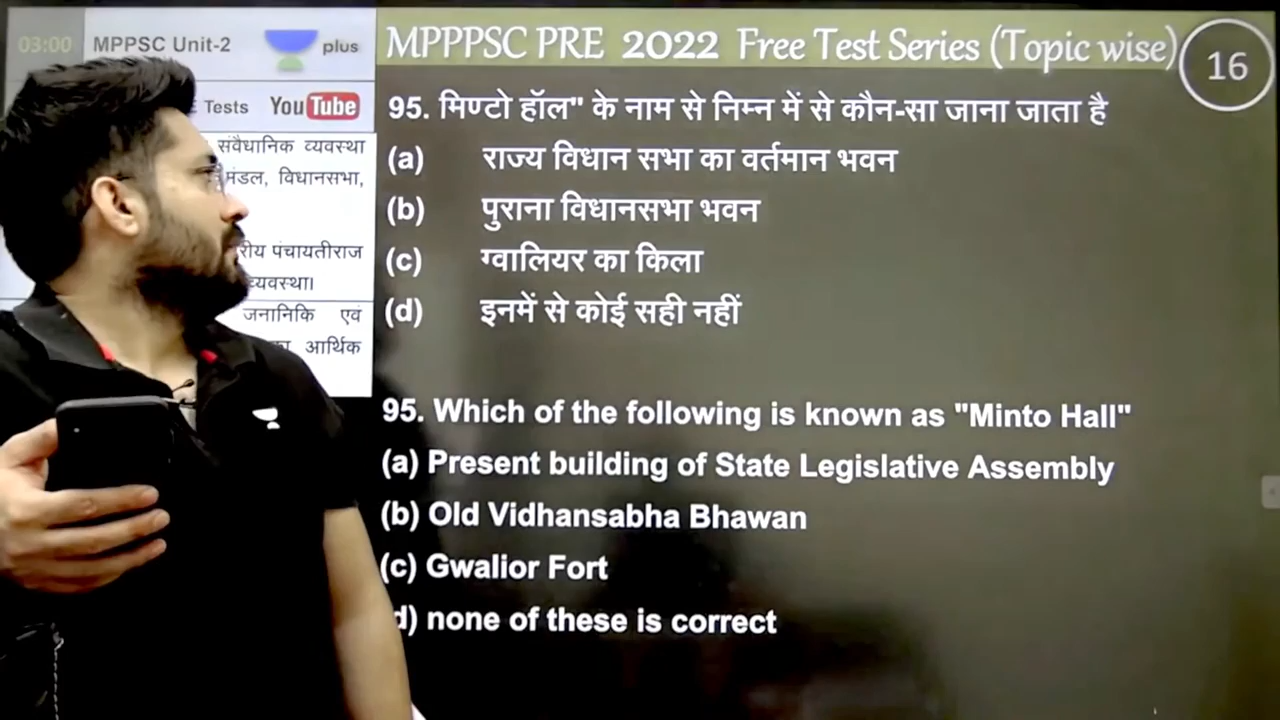 03:00 MPPSC Unit-2 plus
MPPPSC PRE 2022 Free Test Series (Topic wise)
16
Tests YouTube
संवैधानिक व्यवस्था
विधानसभा,
पंचायतीराज
व्यवस्था।
जनानिकि एवं
आर्थिक
95. मिण्टो हॉल" के नाम से निम्न में से कौन-सा जाना जाता है
(a) राज्य विधान सभा का वर्तमान भवन
(b) पुराना विधानसभा भवन
(c) ग्वालियर का किला
(d) इनमें से कोई सही नहीं
95. Which of the following is known as "Minto Hall"
(a) Present building of State Legislative Assembly
(b) Old Vidhansabha Bhawan
(c) Gwalior Fort
d) none of these is correct